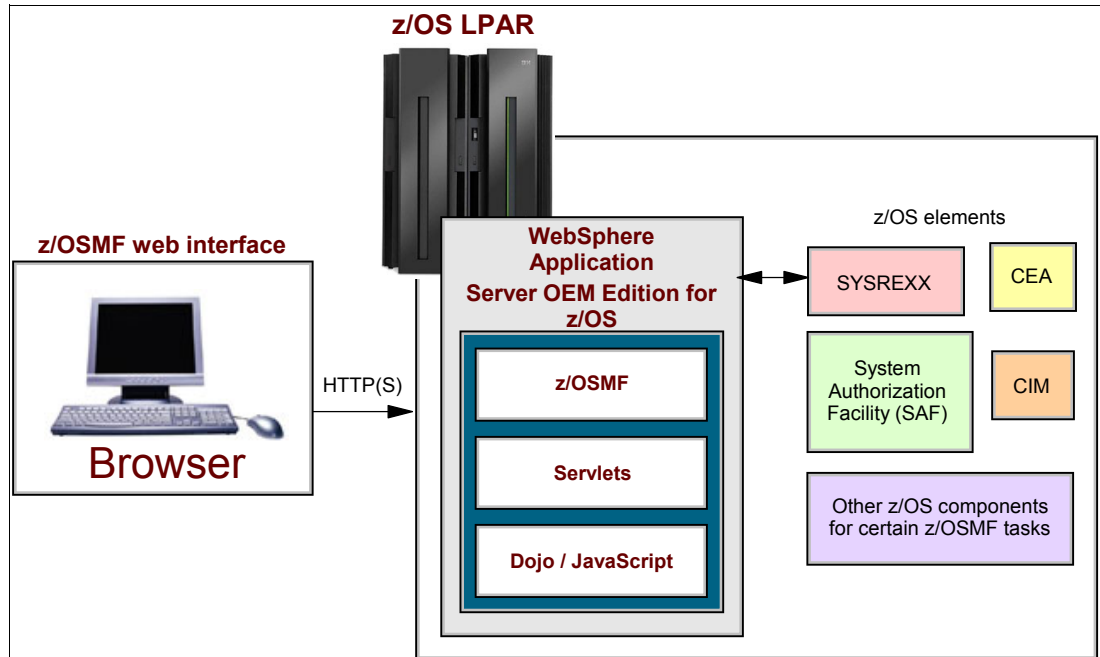 z/OS LPAR
z/OSMF web interface
Browser
HTTP(S)
WebSphere
Application
Server OEM Edition for
z/OS
z/OSMF
Servlets
Dojo / JavaScript
z/OS elements
SYSREXX
CEA
System
Authorization
Facility (SAF)
CIM
Other z/OS components
for certain z/OSMF tasks